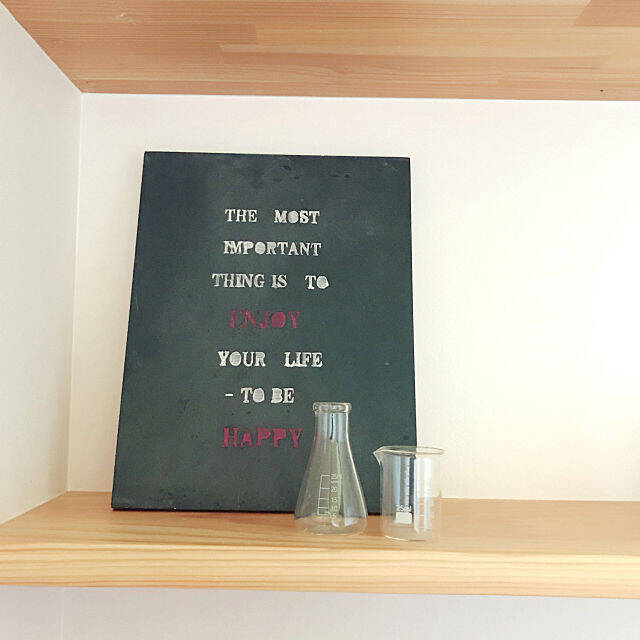 THE MOST
IMPORTANT
THING IS TO
ENJOY
YOUR LIFE
- TO BE
HAPPY